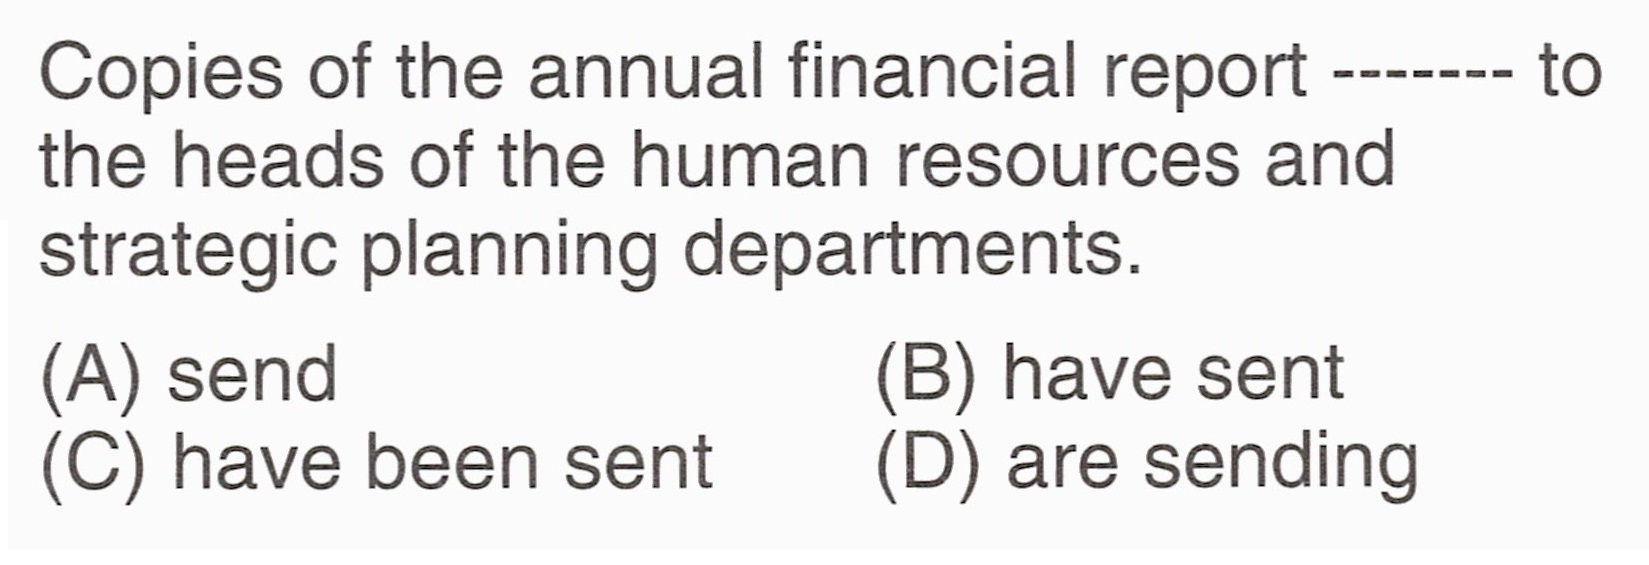 Copies of the annual financial report ------- to
the heads of the human resources and
strategic planning departments.
(A) send (B) have sent
(C) have been sent (D) are sending